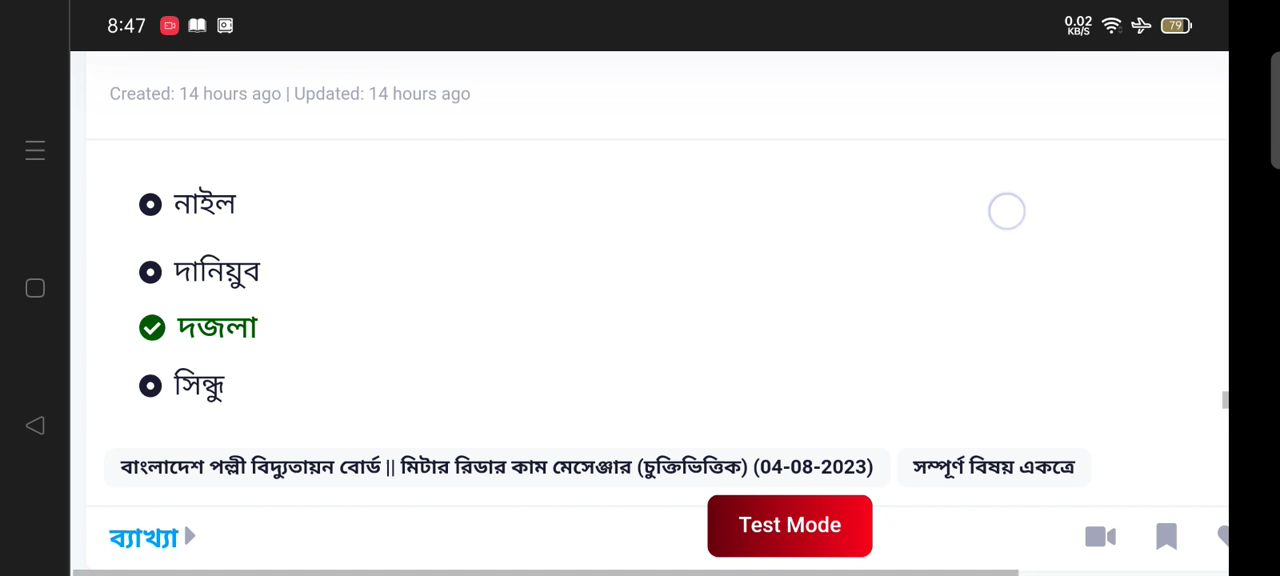 8:47
0.02
KB/S
79
Created: 14 hours ago | Updated: 14 hours ago
নাইল
দানিয়ুব
দজলা
সিন্ধু
বাংলাদেশ পল্লী বিদ্যুতায়ন বোর্ড || মিটার রিডার কাম মেসেঞ্জার (চুক্তিভিত্তিক) (04-08-2023) সম্পূর্ণ বিষয় একত্রে
Test Mode
ব্যাখ্যা